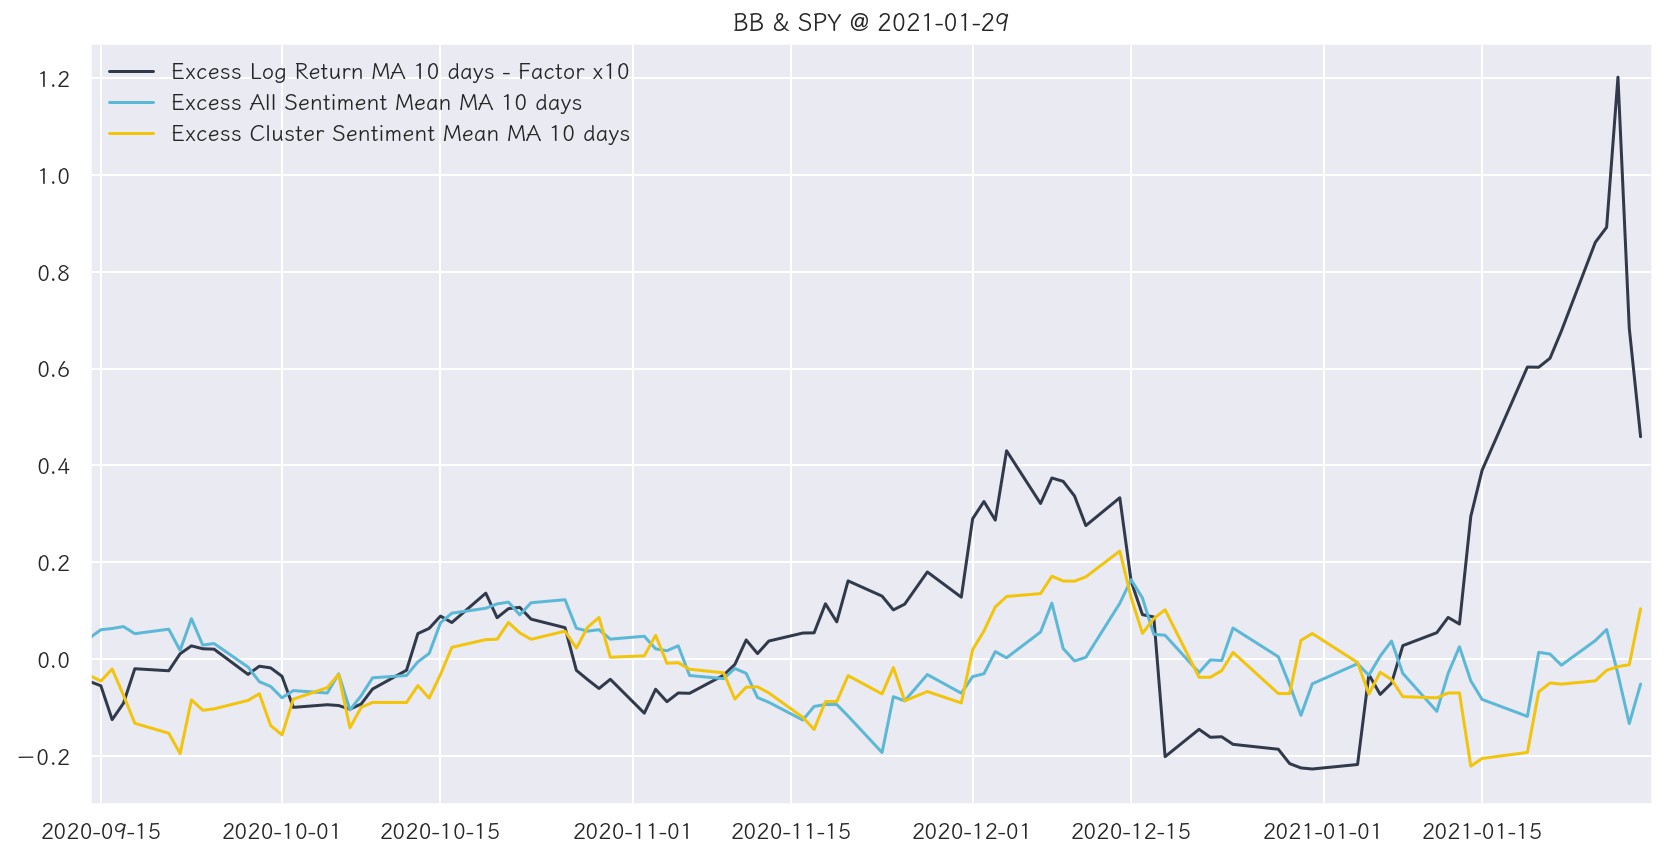 BB & SPY @ 2021-01-29
Excess Log Return MA 10 days - Factor x10
Excess All Sentiment Mean MA 10 days
Excess Cluster Sentiment Mean MA 10 days
1.2
1.0
0.8
0.6
0.4
0.2
0.0
−0.2
2020-09-15 2020-10-01 2020-10-15 2020-11-01 2020-11-15 2020-12-01 2020-12-15 2021-01-01 2021-01-15